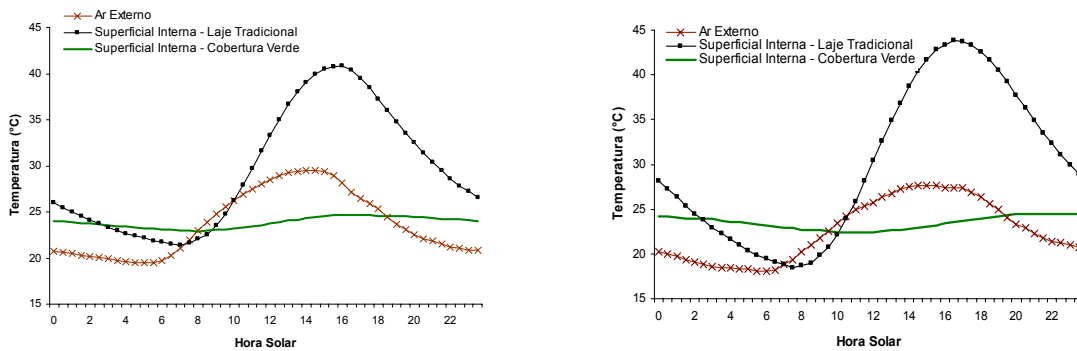 Ar Externo
Superficial Interna - Laje Tradicional
Superficial Interna - Cobertura Verde
45
40
35
30
25
20
15
Temperatura (°C)
0 2 4 6 8 10 12 14 16 18 20 22
Hora Solar
Ar Externo
Superficial Interna - Laje Tradicional
Superficial Interna - Cobertura Verde
45
40
35
30
25
20
15
Temperatura (°C)
0 2 4 6 8 10 12 14 16 18 20 22
Hora Solar